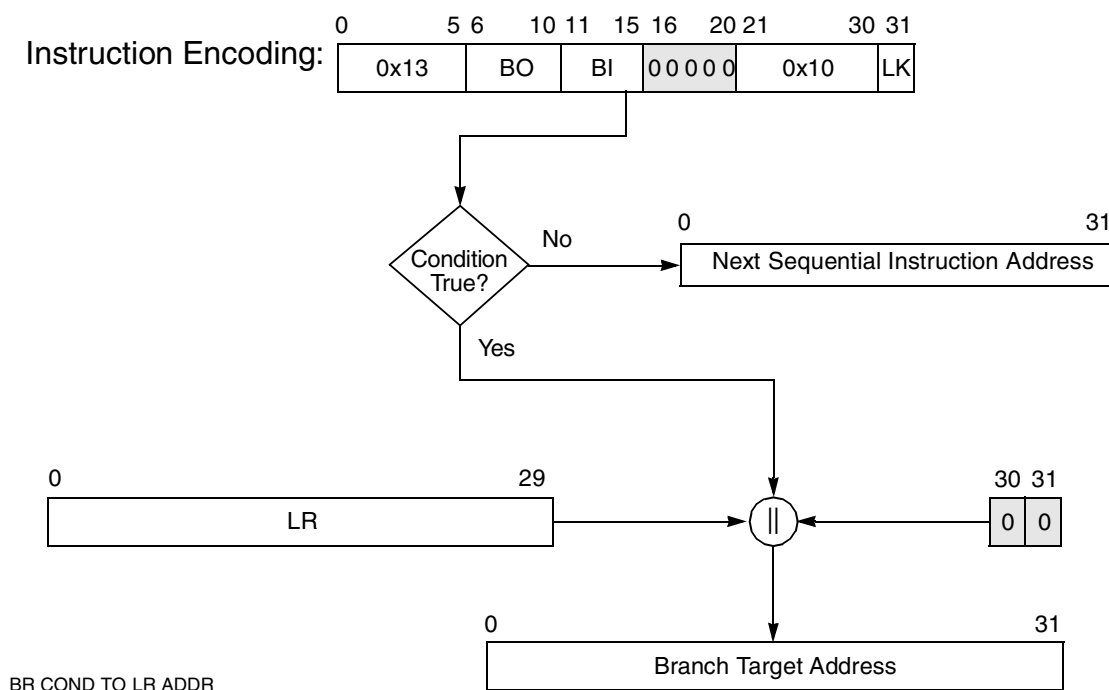 0 5 6 10 11 15 16 20 21 30 31
Instruction Encoding: 0x13 BO BI 0 0 0 0 0 0x10 LK
0 31
Condition True?
No
Next Sequential Instruction Address
Yes
0 29
30 31
LR
||
0 0
0 31
Branch Target Address
BR COND TO LR ADDR